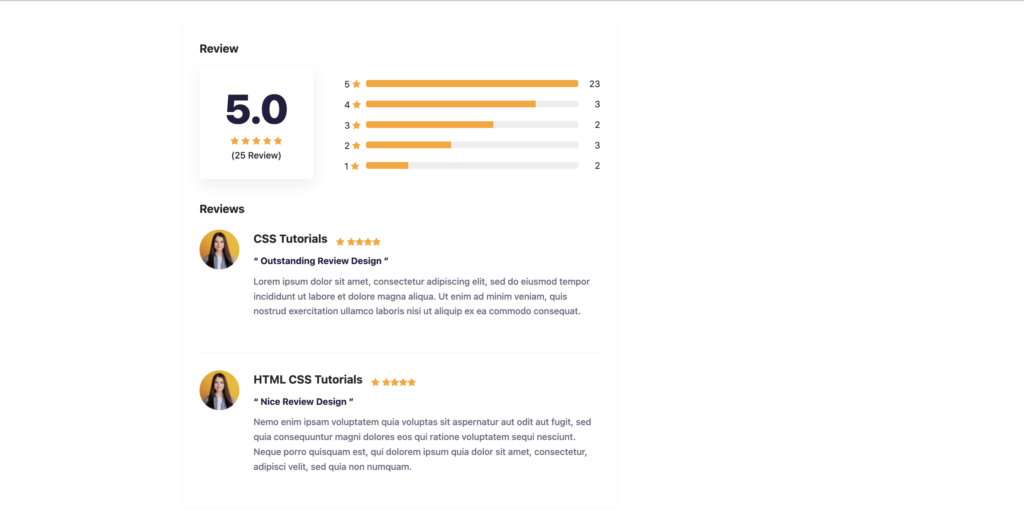 Review
5.0
(25 Review)
5 23
4 3
3 2
2 3
1 2
Reviews
CSS Tutorials
“ Outstanding Review Design ”
Lorem ipsum dolor sit amet, consectetur adipiscing elit, sed do eiusmod tempor
incididunt ut labore et dolore magna aliqua. Ut enim ad minim veniam, quis
nostrud exercitation ullamco laboris nisi ut aliquip ex ea commodo consequat.
HTML CSS Tutorials
“ Nice Review Design ”
Nemo enim ipsam voluptatem quia voluptas sit aspernatur aut odit aut fugit, sed
quia consequuntur magni dolores eos qui ratione voluptatem sequi nesciunt.
Neque porro quisquam est, qui dolorem ipsum quia dolor sit amet, consectetur,
adipisci velit, sed quia non numquam.